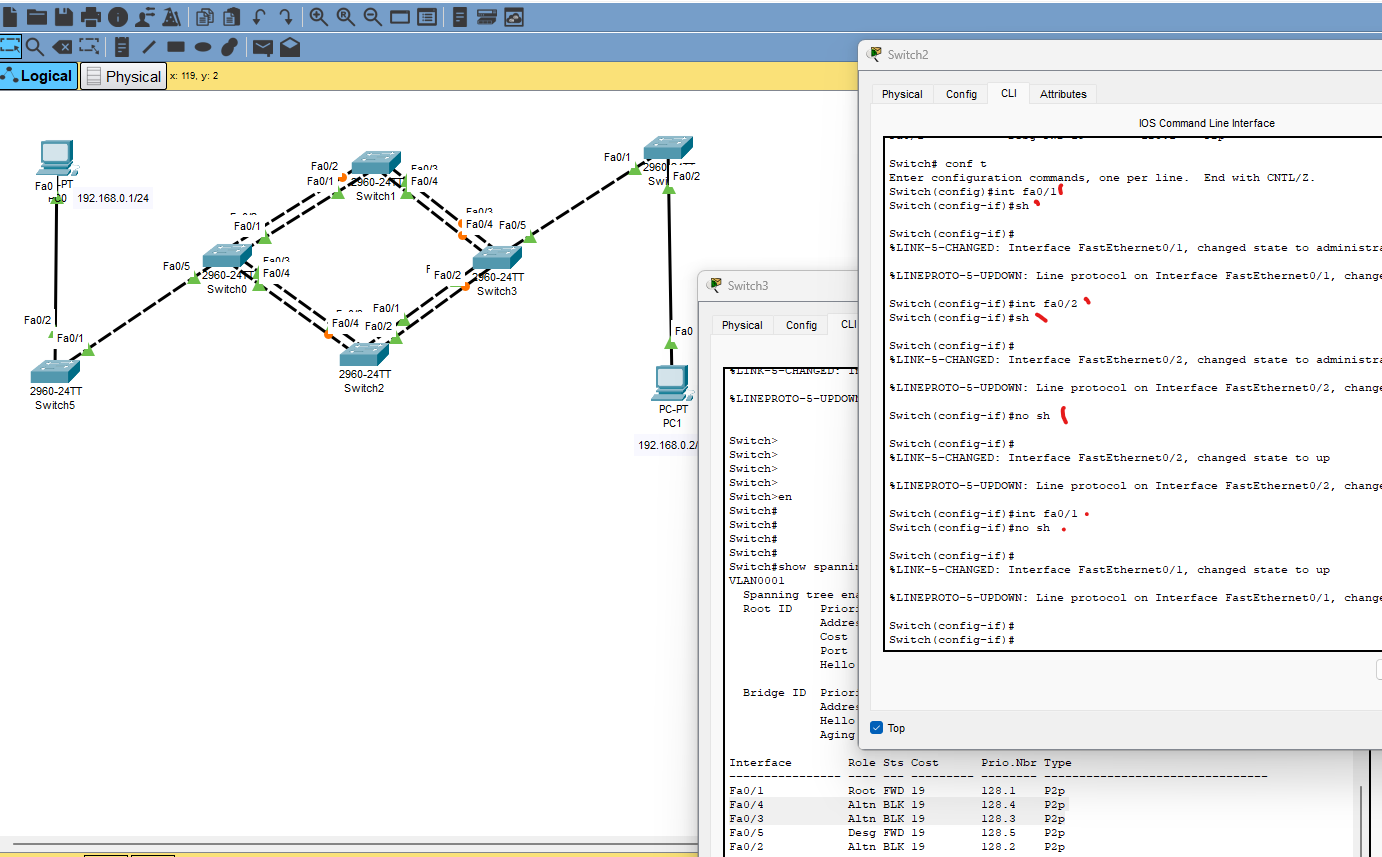 Logical
Physical
x: 119, y: 2
Fa0
-PT
192.168.0.1/24
Fa0/2
Fa0/1
2960-24TT
Switch5
Fa0/5
Fa0/1
Fa0/3
Fa0/4
2960-24TT
Switch0
Fa0/2
Fa0/1
Fa0/3
Fa0/4
2960-24TT
Switch1
Fa0/3
Fa0/4
Fa0/5
Fa0/2
2960-24TT
Switch3
Fa0/1
Fa0/4
Fa0/2
2960-24TT
Switch2
Fa0/1
2960-24TT
Fa0/2
Fa0
PC-PT
PC1
192.168.0.2/
Switch3
Physical
Config
CLI
%LINK-5-CHANGED: In
%LINEPROTO-5-UPDOWN
Switch>
Switch>
Switch>
Switch>
Switch>en
Switch#
Switch#
Switch#
Switch#
Switch#show spannin
VLAN0001
Spanning tree ena
Root ID Priori
Addres
Cost
Port
Hello
Bridge ID Priori
Addres
Hello
Aging
Interface Role Sts Cost Prio.Nbr Type
---------------- ---- --- --------- -------- --------------------------------
Fa0/1 Root FWD 19 128.1 P2p
Fa0/4 Altn BLK 19 128.4 P2p
Fa0/3 Altn BLK 19 128.3 P2p
Fa0/5 Desg FWD 19 128.5 P2p
Fa0/2 Altn BLK 19 128.2 P2p
Switch2
Physical
Config
CLI
Attributes
IOS Command Line Interface
Switch# conf t
Enter configuration commands, one per line. End with CNTL/Z.
Switch(config)#int fa0/1
Switch(config-if)#sh
Switch(config-if)#
%LINK-5-CHANGED: Interface FastEthernet0/1, changed state to administra
%LINEPROTO-5-UPDOWN: Line protocol on Interface FastEthernet0/1, change
Switch(config-if)#int fa0/2
Switch(config-if)#sh
Switch(config-if)#
%LINK-5-CHANGED: Interface FastEthernet0/2, changed state to administra
%LINEPROTO-5-UPDOWN: Line protocol on Interface FastEthernet0/2, change
Switch(config-if)#no sh
Switch(config-if)#
%LINK-5-CHANGED: Interface FastEthernet0/2, changed state to up
%LINEPROTO-5-UPDOWN: Line protocol on Interface FastEthernet0/2, change
Switch(config-if)#int fa0/1
Switch(config-if)#no sh
Switch(config-if)#
%LINK-5-CHANGED: Interface FastEthernet0/1, changed state to up
%LINEPROTO-5-UPDOWN: Line protocol on Interface FastEthernet0/1, change
Switch(config-if)#
Switch(config-if)#
Top